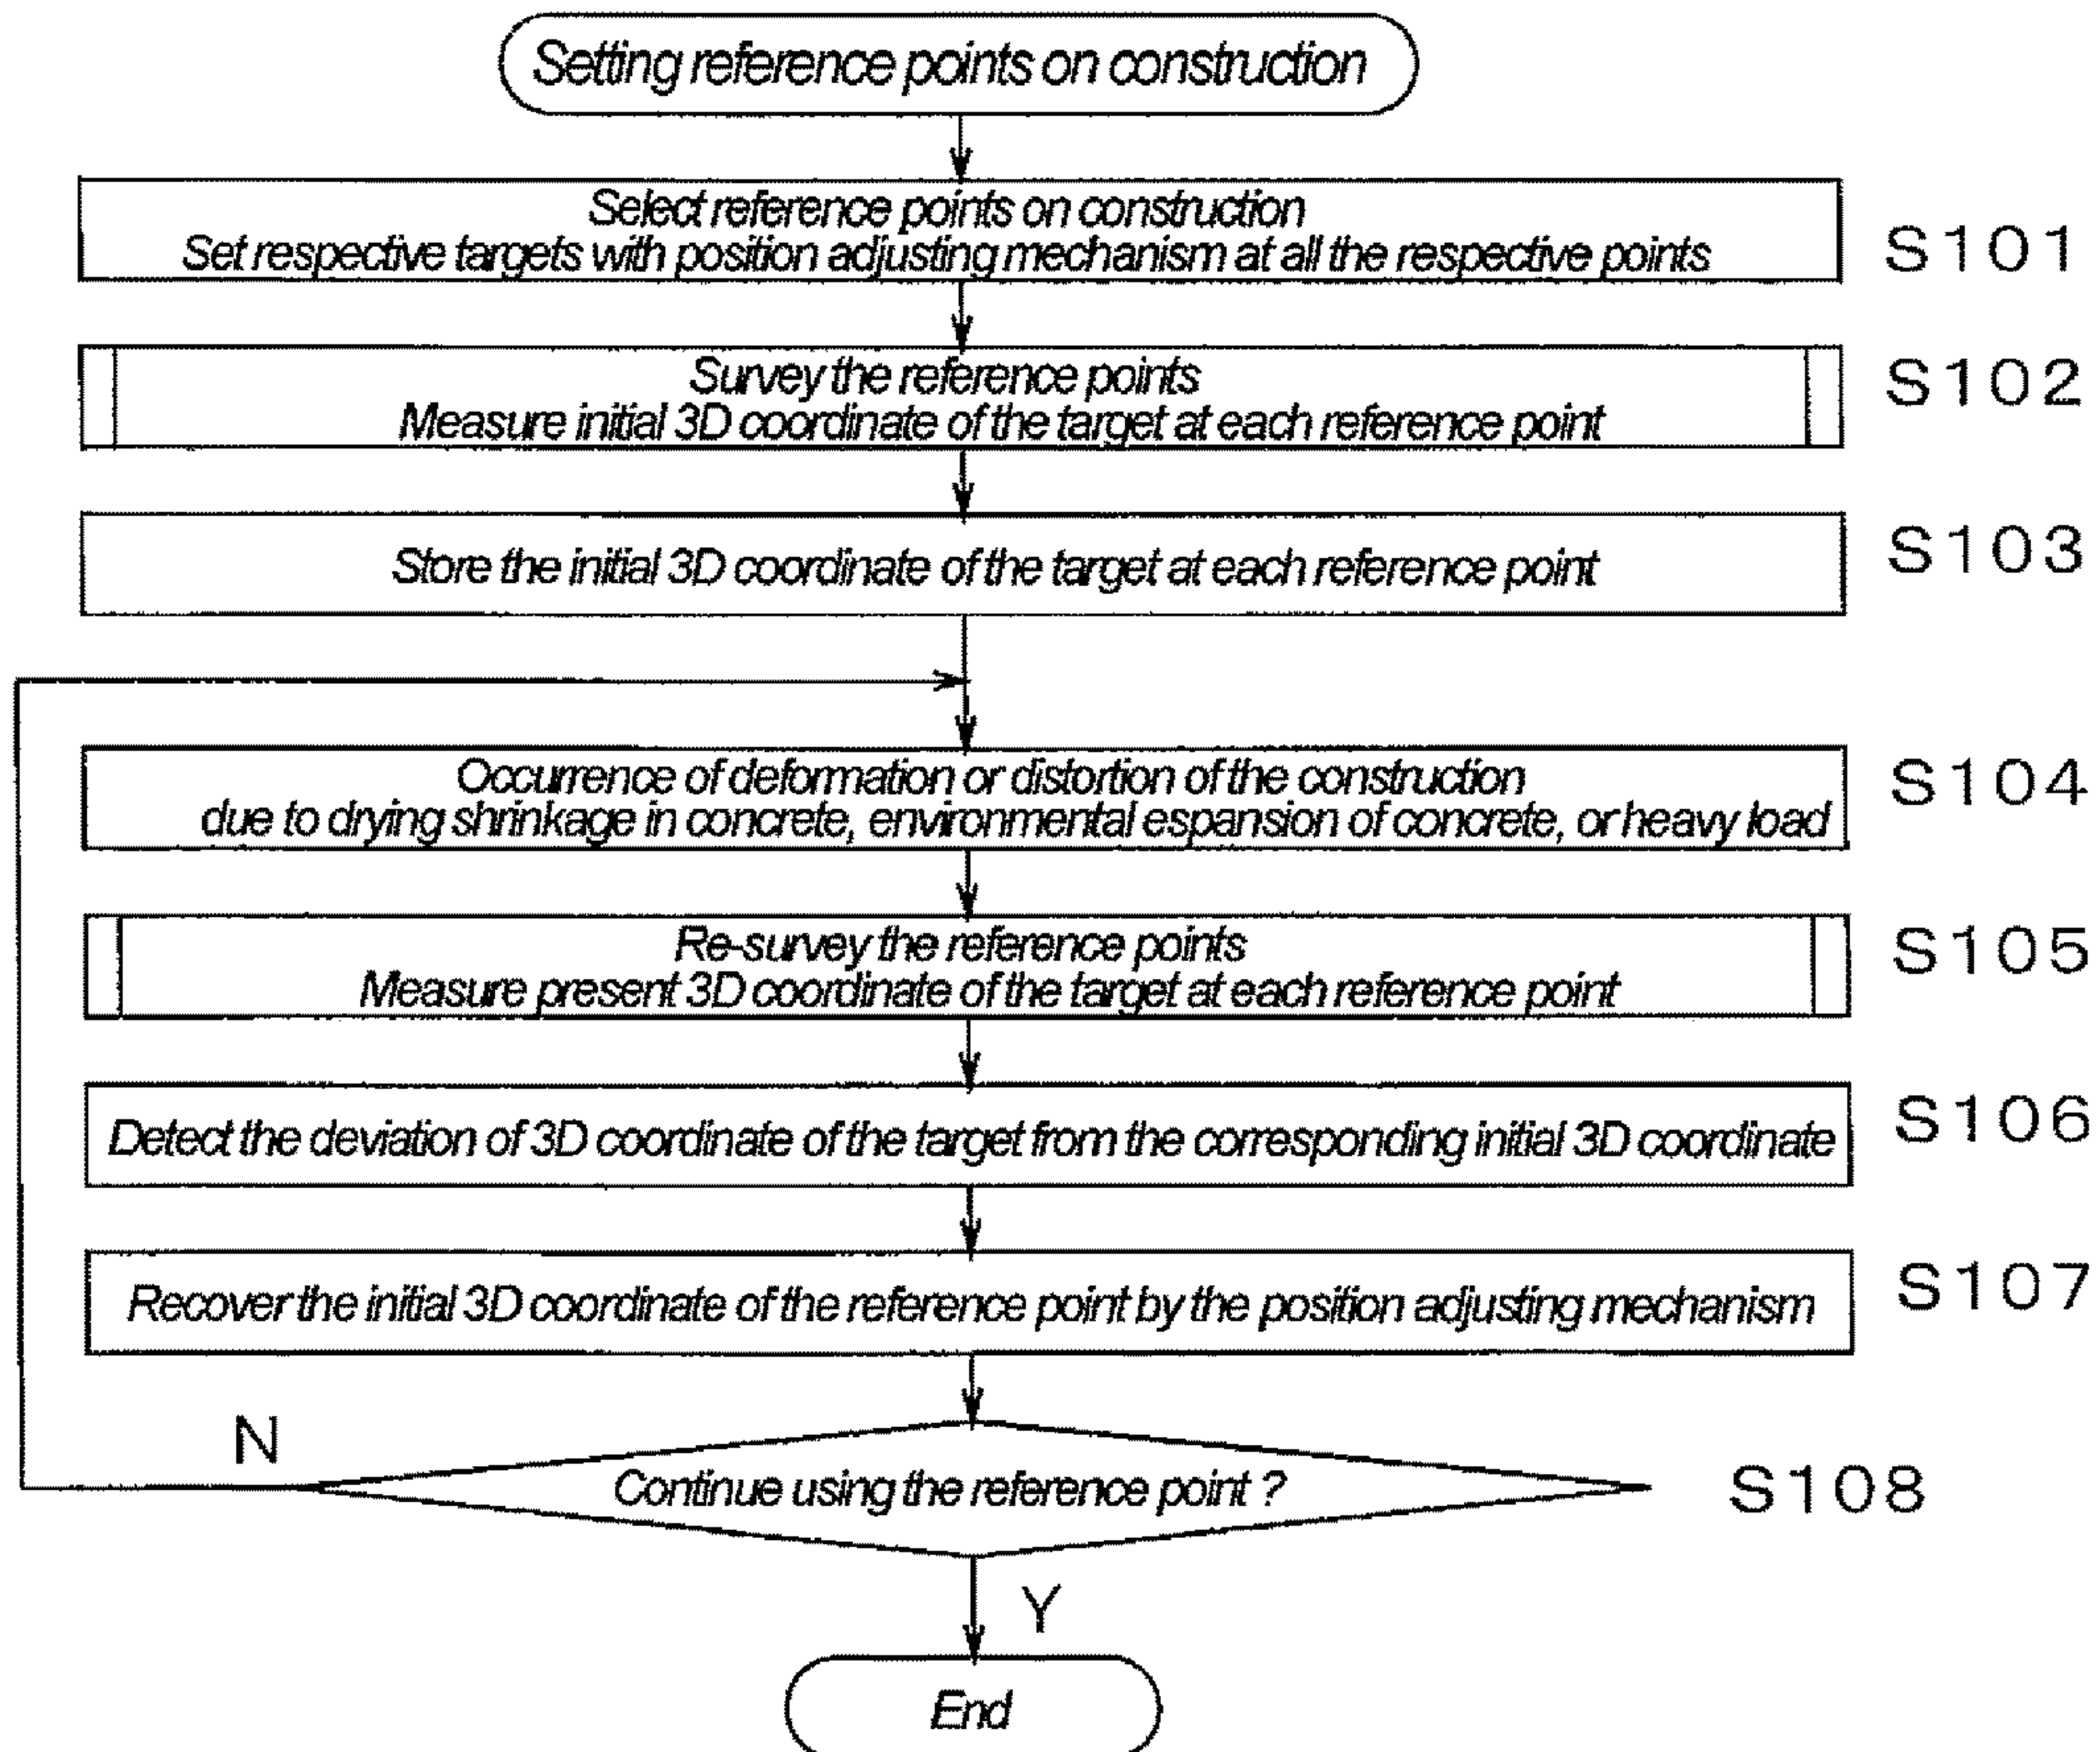 Setting reference points on construction
Select reference points on construction
Set respective targets with position adjusting mechanism at all the respective points
S101
Survey the reference points
Measure initial 3D coordinate of the target at each reference point
S102
Store the initial 3D coordinate of the target at each reference point
S103
Occurrence of deformation or distortion of the construction
due to drying shrinkage in concrete, environmental espansion of concrete, or heavy load
S104
Re-survey the reference points
Measure present 3D coordinate of the target at each reference point
S105
Detect the deviation of 3D coordinate of the target from the corresponding initial 3D coordinate
S106
Recover the initial 3D coordinate of the reference point by the position adjusting mechanism
S107
N
Continue using the reference point ?
S108
Y
End